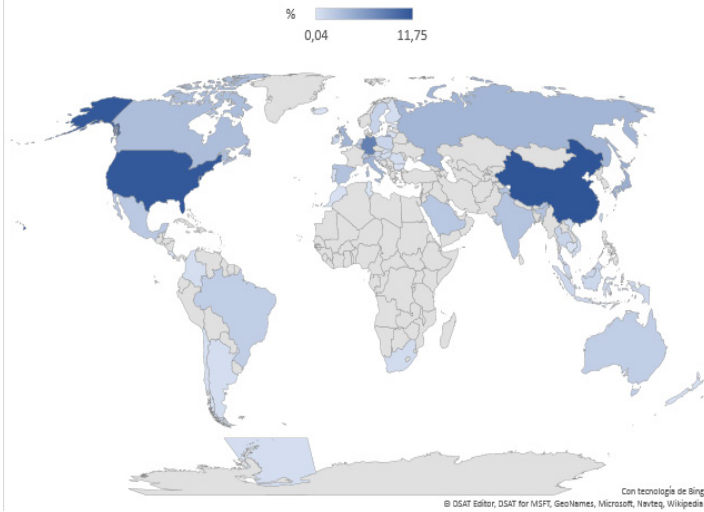 %
0,04 11,75
Con tecnología de Bing
© DSAT Editor, DSAT for MSFT, GeoNames, Microsoft, Navteq, Wikipedia